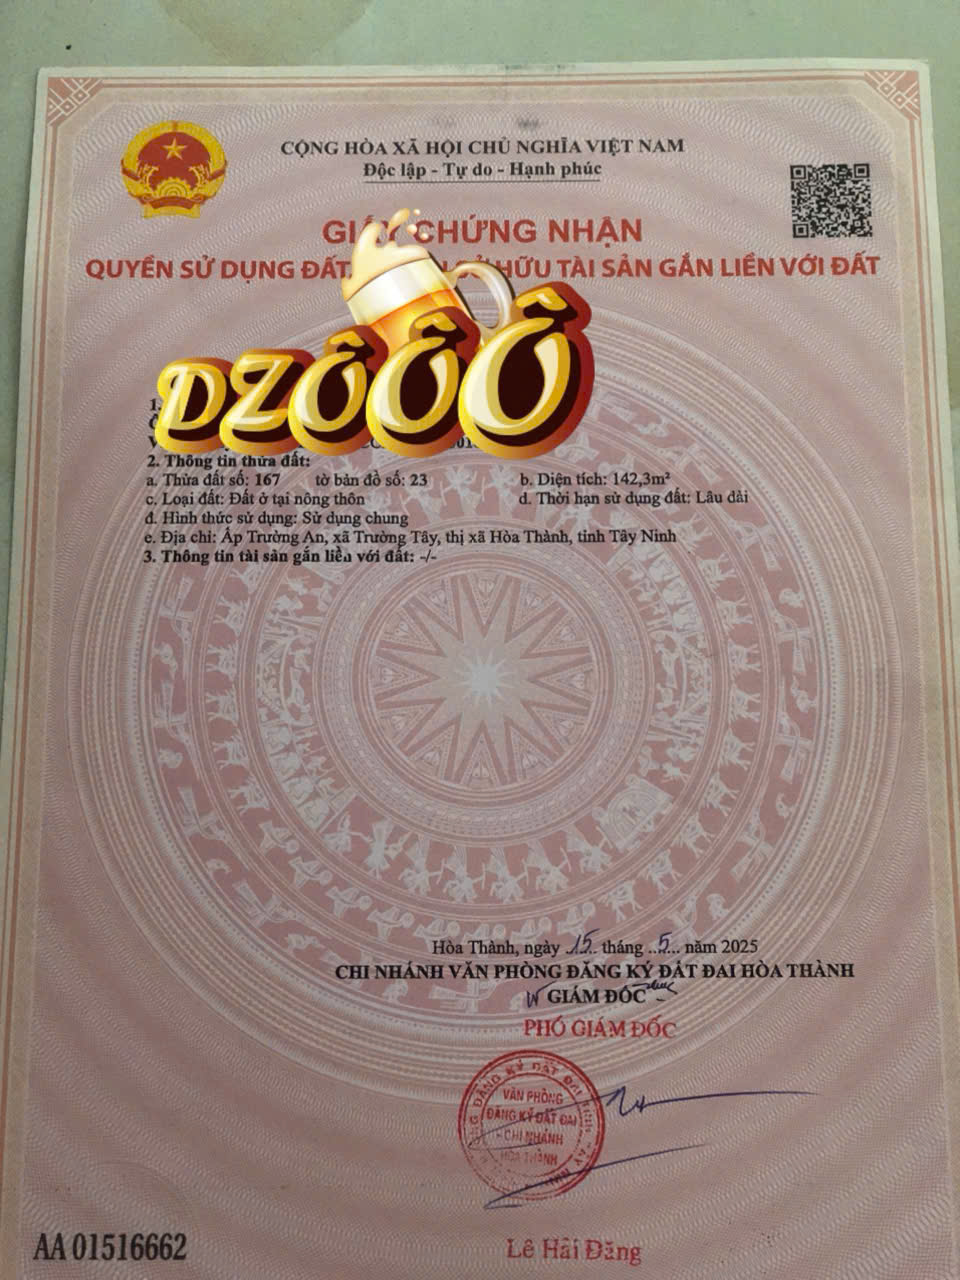 CỘNG HÒA XÃ HỘI CHỦ NGHĨA VIỆT NAM
Độc lập - Tự do - Hạnh phúc
CHỨNG NHẬN
QUYỀN SỬ DỤNG ĐẤT, HỮU TÀI SẢN GẮN LIỀN VỚI ĐẤT
DZÔÔÔ
1.
2. Thông tin thửa đất:
a. Thửa đất số: 167 tờ bản đồ số: 23 b. Diện tích: 142,3m²
c. Loại đất: Đất ở tại nông thôn d. Thời hạn sử dụng đất: Lâu dài
đ. Hình thức sử dụng: Sử dụng chung
e. Địa chỉ: Ấp Trường An, xã Trường Tây, thị xã Hòa Thành, tỉnh Tây Ninh
3. Thông tin tài sản gắn liền với đất: -/-
Hòa Thành, ngày 15 tháng 5 năm 2025
CHI NHÁNH VĂN PHÒNG ĐĂNG KÝ ĐẤT ĐAI HÒA THÀNH
GIÁM ĐỐC
PHÓ GIÁM ĐỐC
VĂN PHÒNG
ĐĂNG KÝ ĐẤT ĐAI
CHI NHÁNH
HÒA THÀNH
Lê Hải Đăng
AA 01516662